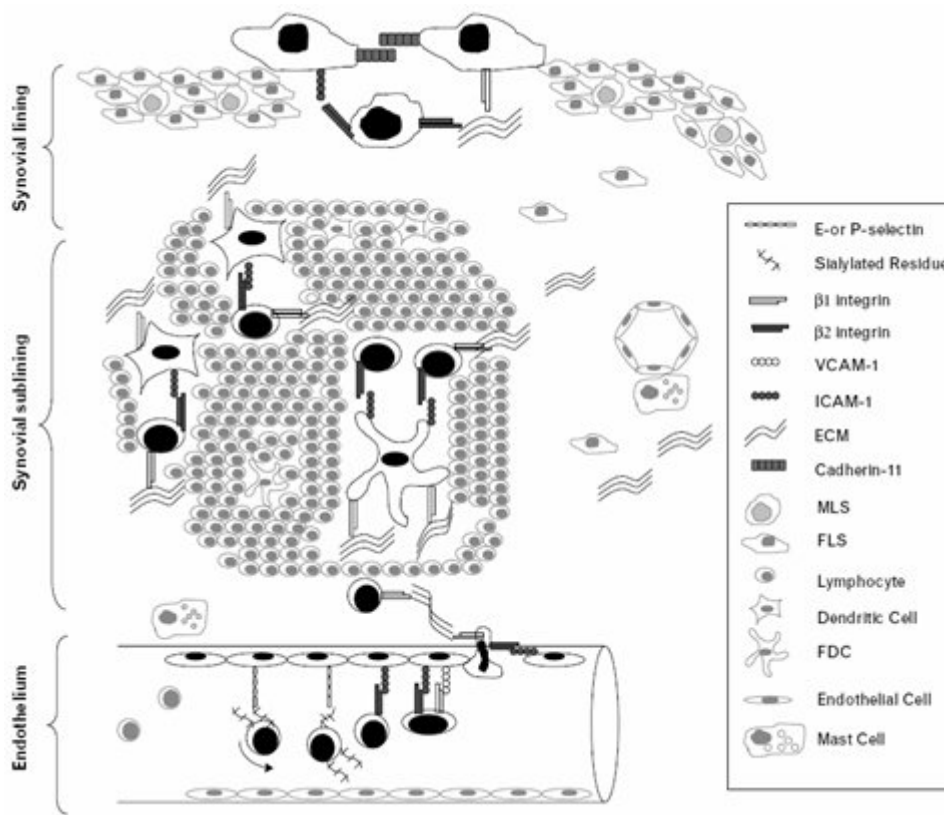 Synovial lining
Synovial sublining
Endothelium
E-or P-selectin
Sialylated Residue
β1 integrin
β2 integrin
VCAM-1
ICAM-1
ECM
Cadherin-11
MLS
FLS
Lymphocyte
Dendritic Cell
FDC
Endothelial Cell
Mast Cell